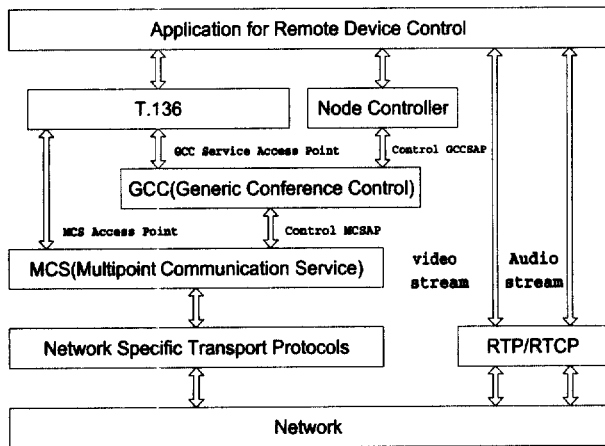 Application for Remote Device Control
T.136
Node Controller
GCC Service Access Point
Control GCCSAP
GCC(Generic Conference Control)
MCS Access Point
Control MCSAP
MCS(Multipoint Communication Service)
video
stream
Audio
stream
Network Specific Transport Protocols
RTP/RTCP
Network